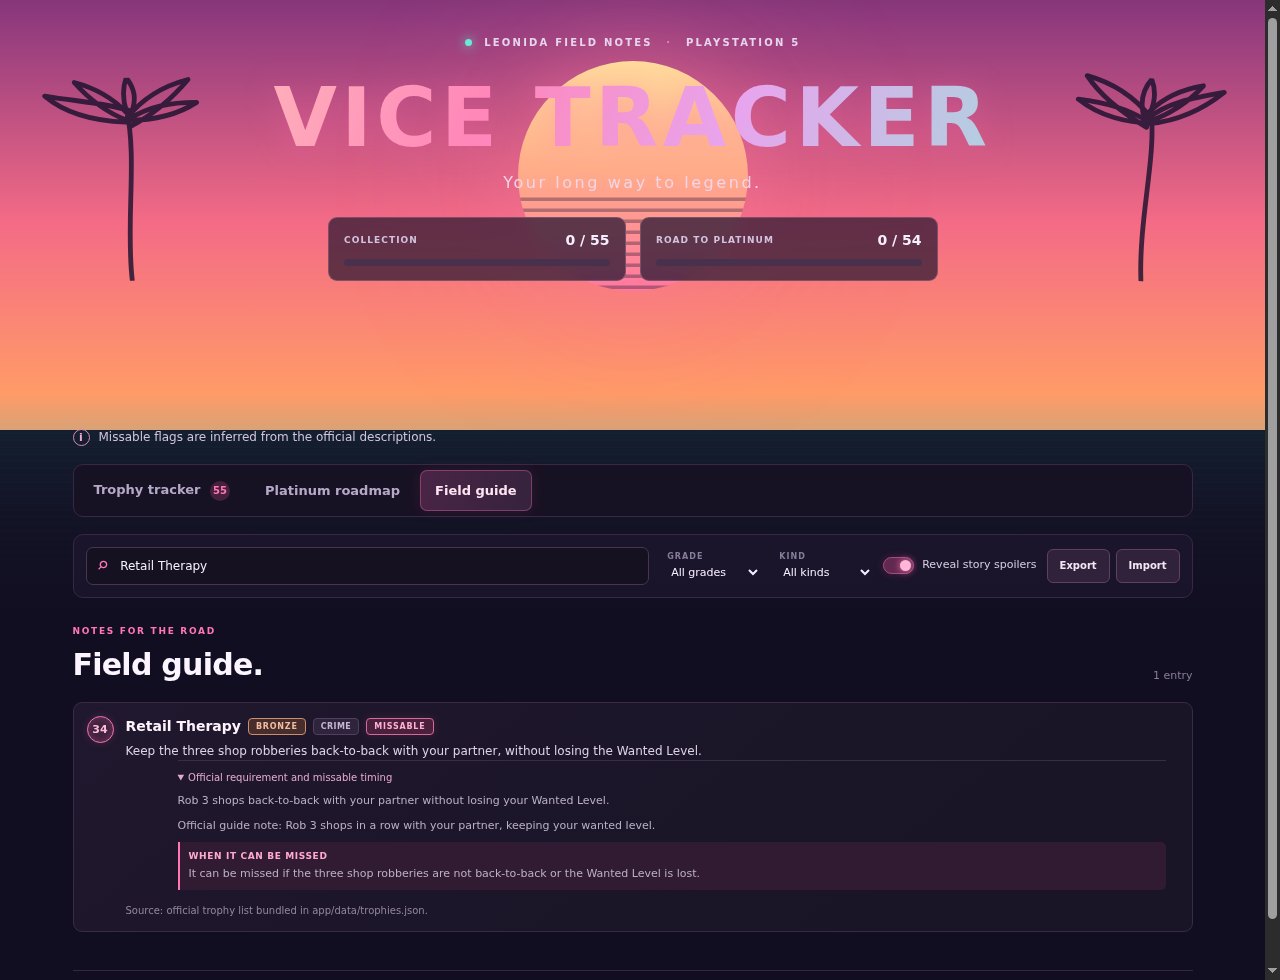 LEONIDA FIELD NOTES · PLAYSTATION 5
VICE TRACKER
Your long way to legend.
COLLECTION 0 / 55
ROAD TO PLATINUM 0 / 54
i Missable flags are inferred from the official descriptions.
Trophy tracker 55 Platinum roadmap Field guide
Retail Therapy
GRADE
All grades
KIND
All kinds
Reveal story spoilers
Export
Import
NOTES FOR THE ROAD
Field guide.
1 entry
34 Retail Therapy BRONZE CRIME MISSABLE
Keep the three shop robberies back-to-back with your partner, without losing the Wanted Level.
▼ Official requirement and missable timing
Rob 3 shops back-to-back with your partner without losing your Wanted Level.
Official guide note: Rob 3 shops in a row with your partner, keeping your wanted level.
WHEN IT CAN BE MISSED
It can be missed if the three shop robberies are not back-to-back or the Wanted Level is lost.
Source: official trophy list bundled in app/data/trophies.json.